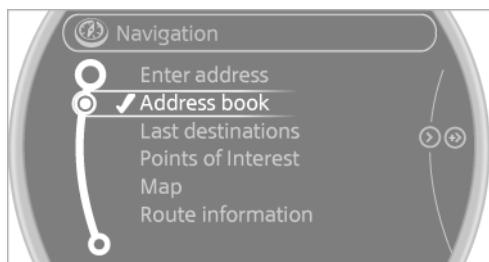 Navigation
Enter address
Address book
Last destinations
Points of Interest
Map
Route information